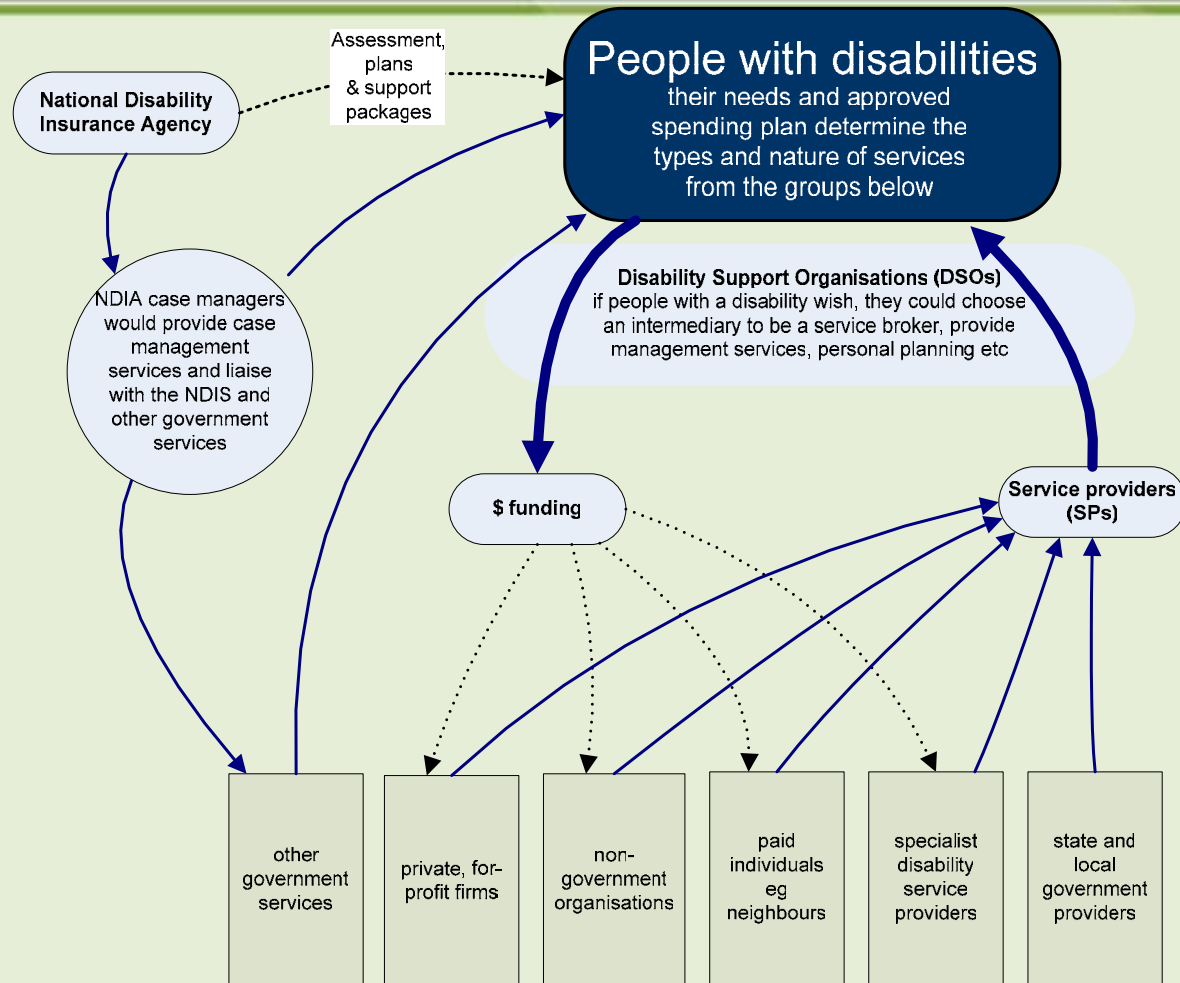 Assessment,
plans
& support
packages
National Disability
Insurance Agency
People with disabilities
their needs and approved
spending plan determine the
types and nature of services
from the groups below
Disability Support Organisations (DSOs)
if people with a disability wish, they could choose
an intermediary to be a service broker, provide
management services, personal planning etc
NDIA case managers
would provide case
management
services and liaise
with the NDIS and
other government
services
$ funding
Service providers
(SPs)
other
government
services
private, for-
profit firms
non-
government
organisations
paid
individuals
eg
neighbours
specialist
disability
service
providers
state and
local
government
providers